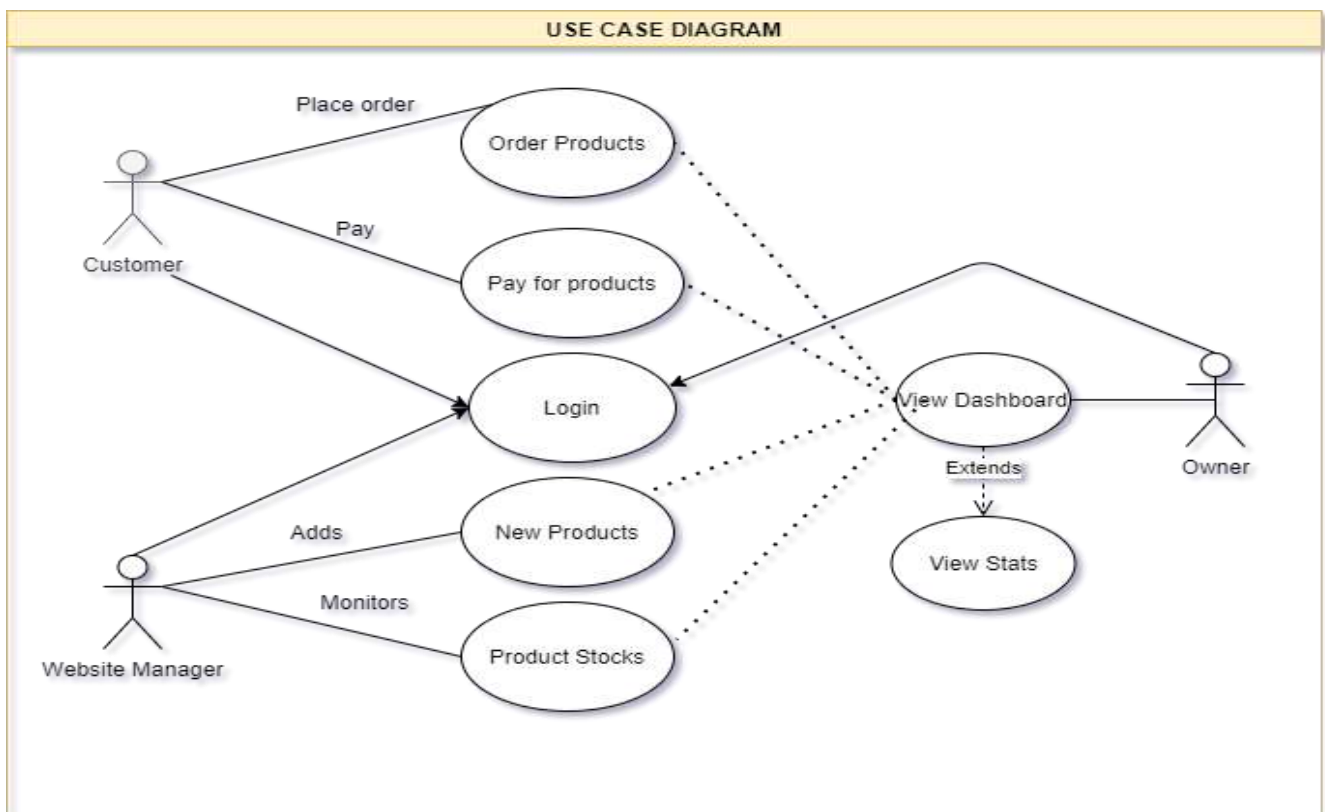 USE CASE DIAGRAM
Place order
Order Products
Customer
Pay
Pay for products
Login
View Dashboard
Owner
Extends
Adds
New Products
View Stats
Monitors
Product Stocks
Website Manager